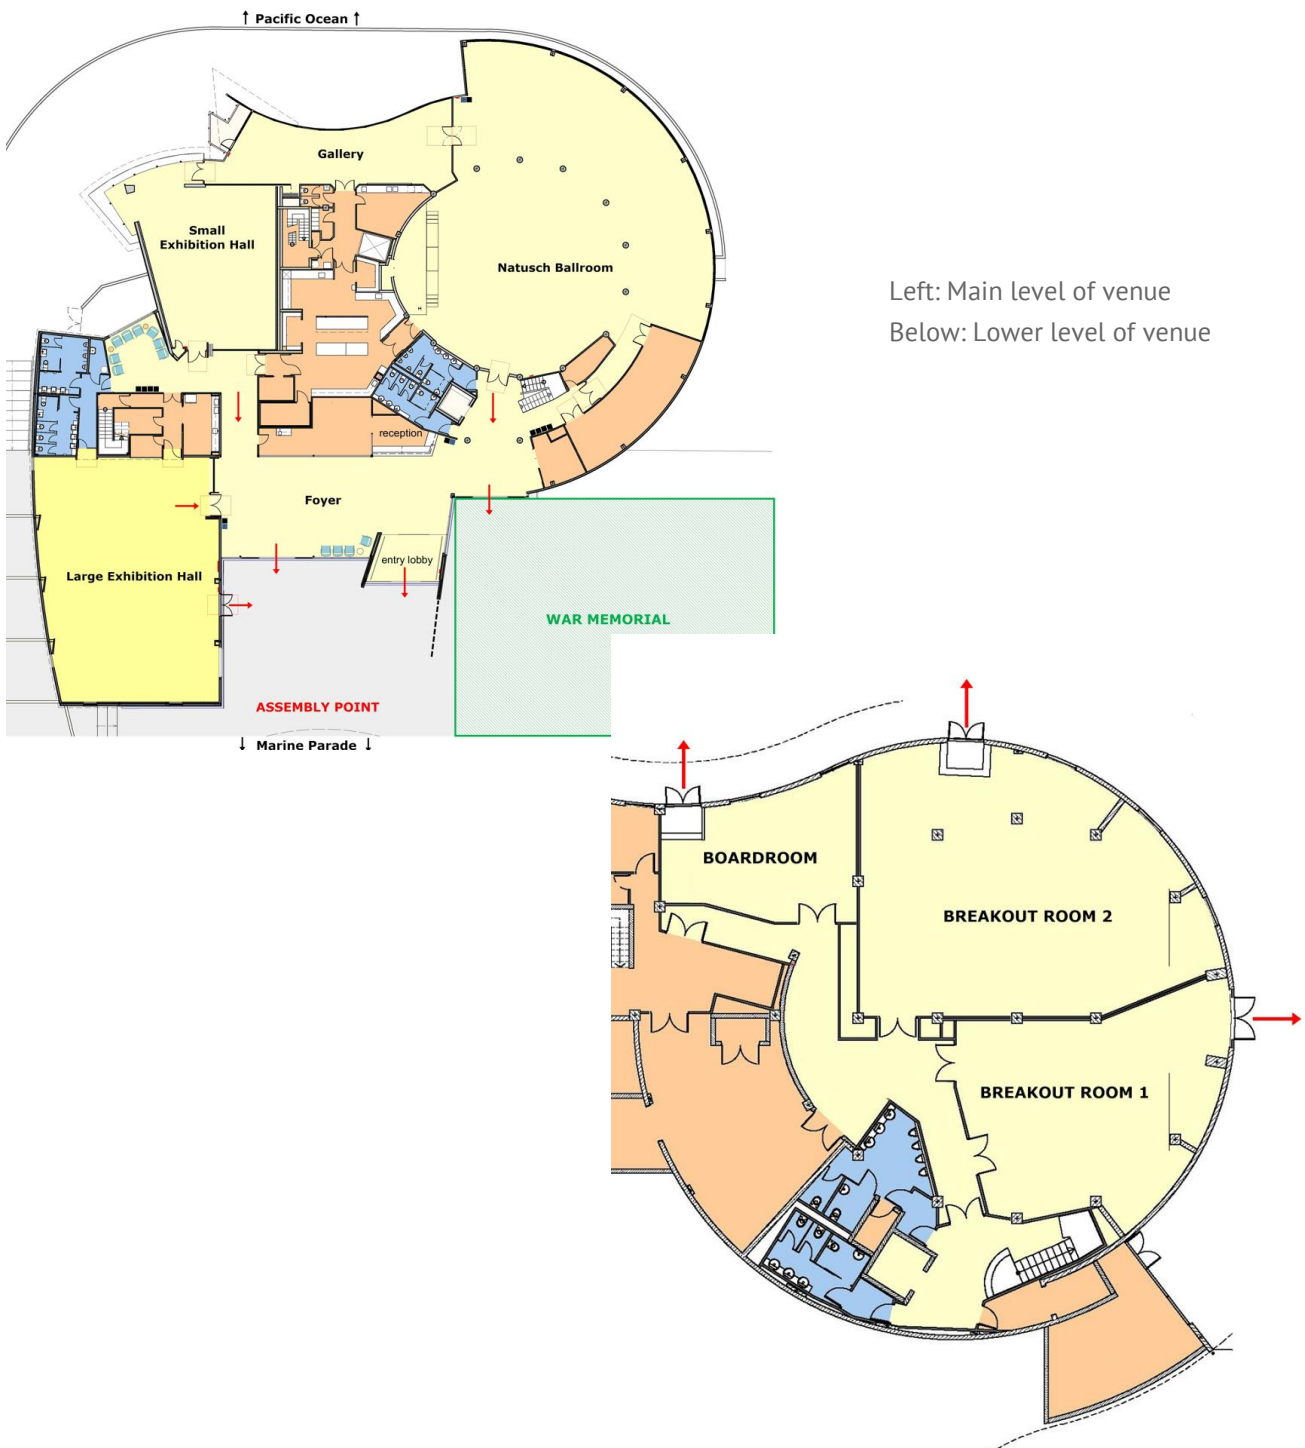 ↑ Pacific Ocean ↑
Gallery
Small
Exhibition Hall
Natusch Ballroom
Left: Main level of venue
Below: Lower level of venue
reception
Foyer
entry lobby
Large Exhibition Hall
WAR MEMORIAL
ASSEMBLY POINT
↓ Marine Parade ↓
BOARDROOM
BREAKOUT ROOM 2
BREAKOUT ROOM 1